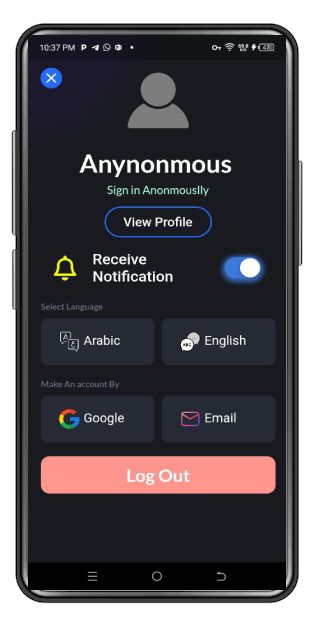 10:37 PM
Anynonmous
Sign in Anonmouslly
View Profile
Receive
Notification
Select Language
Arabic
ABC English
Make An account By
Google
Email
Log Out